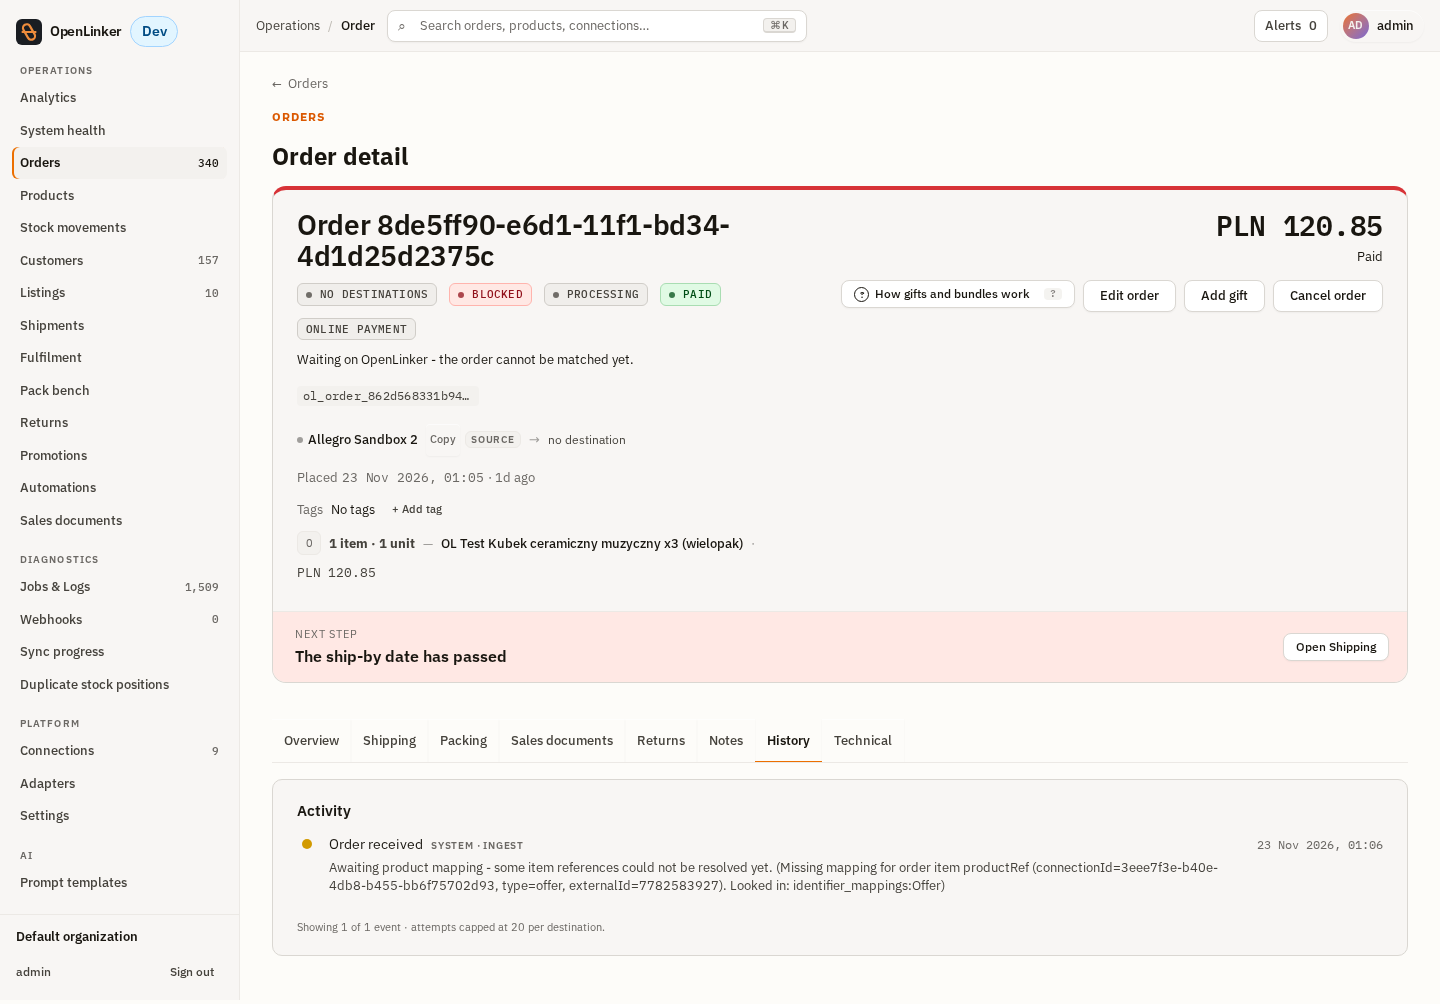 OpenLinker Dev
OPERATIONS
Analytics
System health
Orders 340
Products
Stock movements
Customers 157
Listings 10
Shipments
Fulfilment
Pack bench
Returns
Promotions
Automations
Sales documents
DIAGNOSTICS
Jobs & Logs 1,509
Webhooks 0
Sync progress
Duplicate stock positions
PLATFORM
Connections 9
Adapters
Settings
AI
Prompt templates
Default organization
admin Sign out
Operations / Order
Search orders, products, connections... ⌘K
Alerts 0
AD admin
← Orders
ORDERS
Order detail
Order 8de5ff90-e6d1-11f1-bd34-
4d1d25d2375c
PLN 120.85
Paid
NO DESTINATIONS BLOCKED PROCESSING PAID
ONLINE PAYMENT
? How gifts and bundles work ?
Edit order
Add gift
Cancel order
Waiting on OpenLinker - the order cannot be matched yet.
ol_order_862d568331b94…
Allegro Sandbox 2 Copy SOURCE → no destination
Placed 23 Nov 2026, 01:05 · 1d ago
Tags No tags + Add tag
O 1 item · 1 unit — OL Test Kubek ceramiczny muzyczny x3 (wielopak) ·
PLN 120.85
NEXT STEP
The ship-by date has passed
Open Shipping
Overview Shipping Packing Sales documents Returns Notes History Technical
Activity
Order received SYSTEM · INGEST 23 Nov 2026, 01:06
Awaiting product mapping - some item references could not be resolved yet. (Missing mapping for order item productRef (connectionId=3eee7f3e-b40e-
4db8-b455-bb6f75702d93, type=offer, externalId=7782583927). Looked in: identifier_mappings:Offer)
Showing 1 of 1 event · attempts capped at 20 per destination.